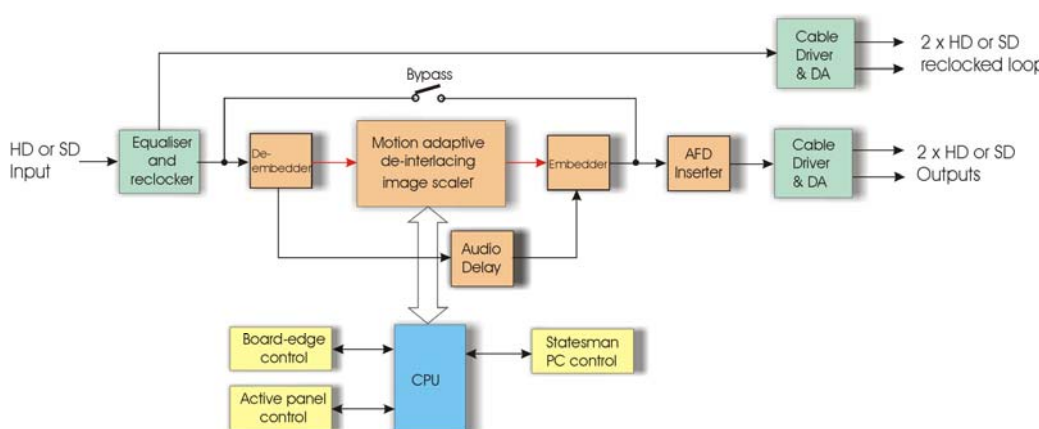 Cable
Driver
& DA
2 x HD or SD
reclocked loop
Bypass
HD or SD
Input
Equaliser
and
reclocker
De-
embedder
Motion adaptive
de-interlacing
image scaler
Embedder
AFD
Inserter
Cable
Driver
& DA
2 x HD or SD
Outputs
Audio
Delay
Board-edge
control
CPU
Statesman
PC control
Active panel
control